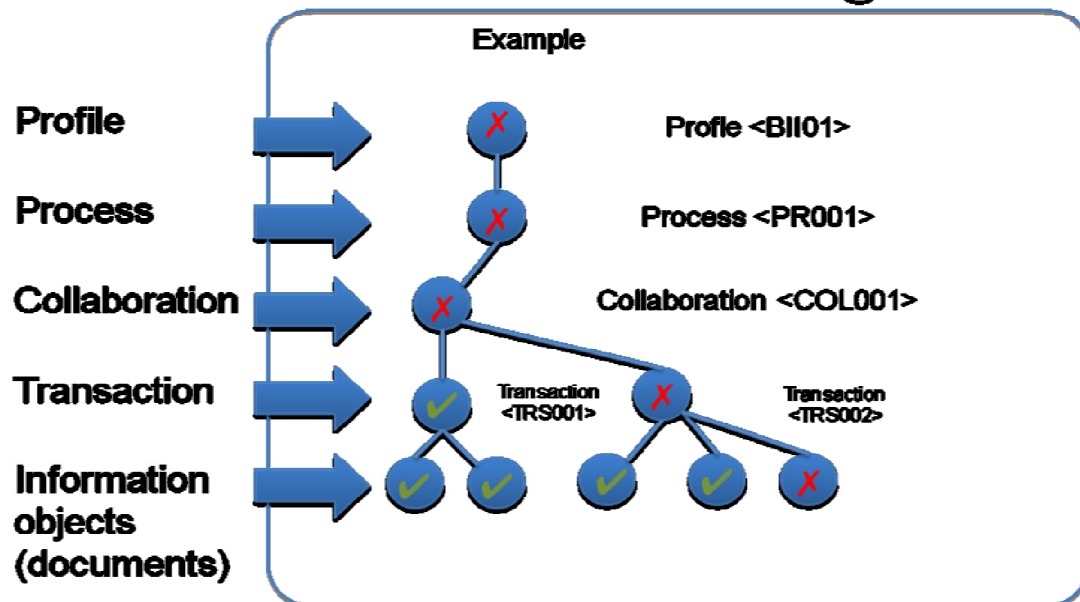 Example
Profile
Profle <BII01>
Process
Process <PR001>
Collaboration
Collaboration <COL001>
Transaction
Transaction
<TRS001>
Transaction
<TRS002>
Information
objects
(documents)